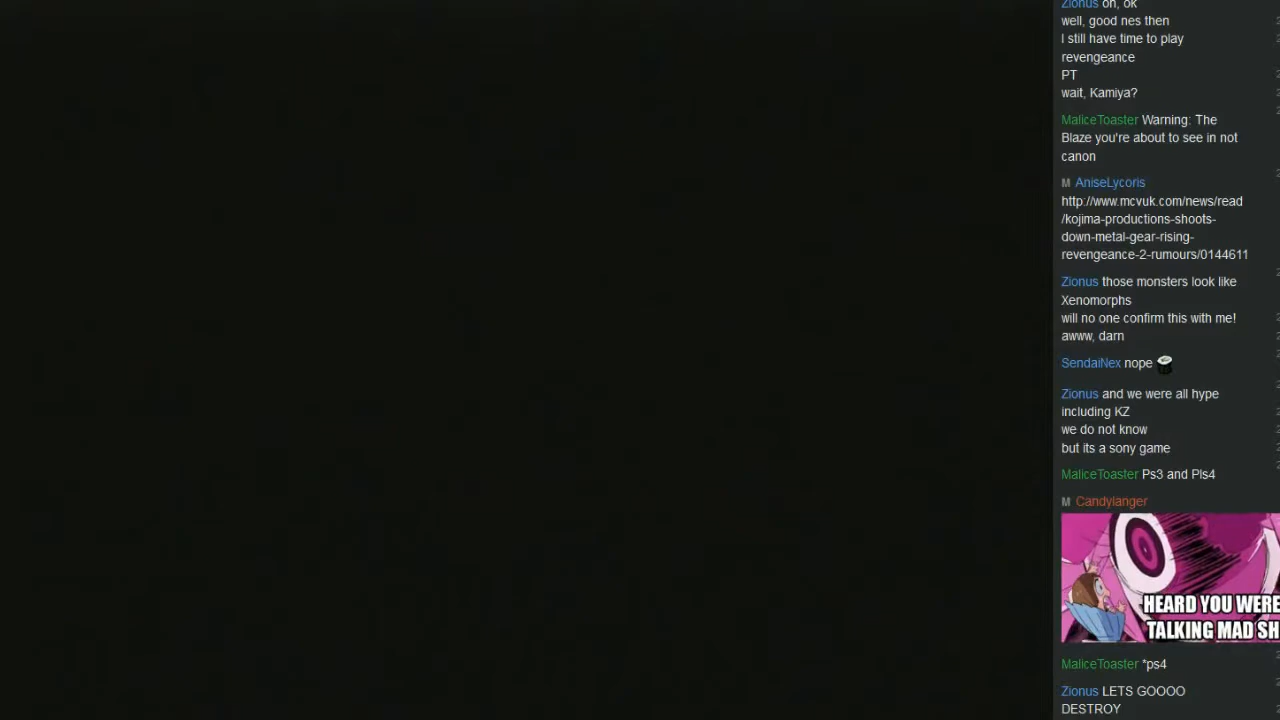 Zionus oh, ok
well, good nes then
I still have time to play
revengeance
PT
wait, Kamiya?
MaliceToaster Warning: The
Blaze you're about to see in not
canon
M AniseLycoris
http://www.mcvuk.com/news/read
/kojima-productions-shoots-
down-metal-gear-rising-
revengeance-2-rumours/0144611
Zionus those monsters look like
Xenomorphs
will no one confirm this with me!
awww, darn
SendaiNex nope
Zionus and we were all hype
including KZ
we do not know
but its a sony game
MaliceToaster Ps3 and Pls4
M Candylanger
HEARD YOU WERE
TALKING MAD SH
MaliceToaster *ps4
Zionus LETS GOOOO
DESTROY